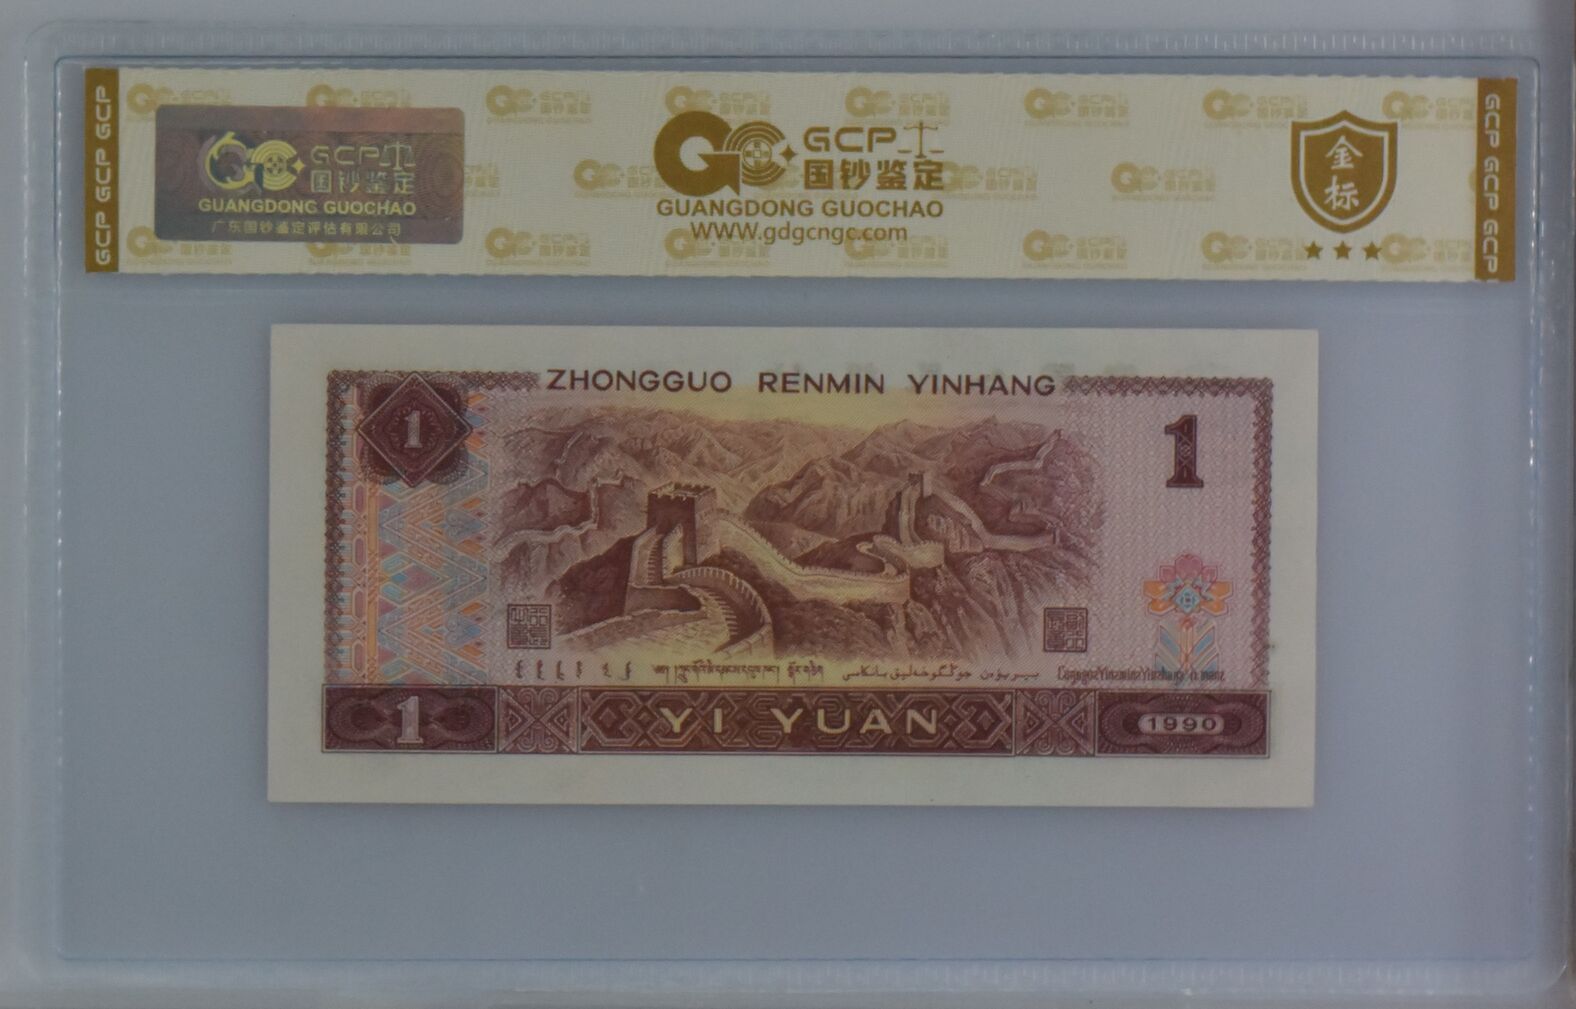 GCP GCP GCP
GCP
国钞鉴定
GUANGDONG GUOCHAO
广东国钞鉴定评估有限公司
GCP
国钞鉴定
GUANGDONG GUOCHAO
WWW.gdgcngc.com
金标
GCP GCP GCP
ZHONGGUO RENMIN YINHANG
1
1
1
YI YUAN
1990